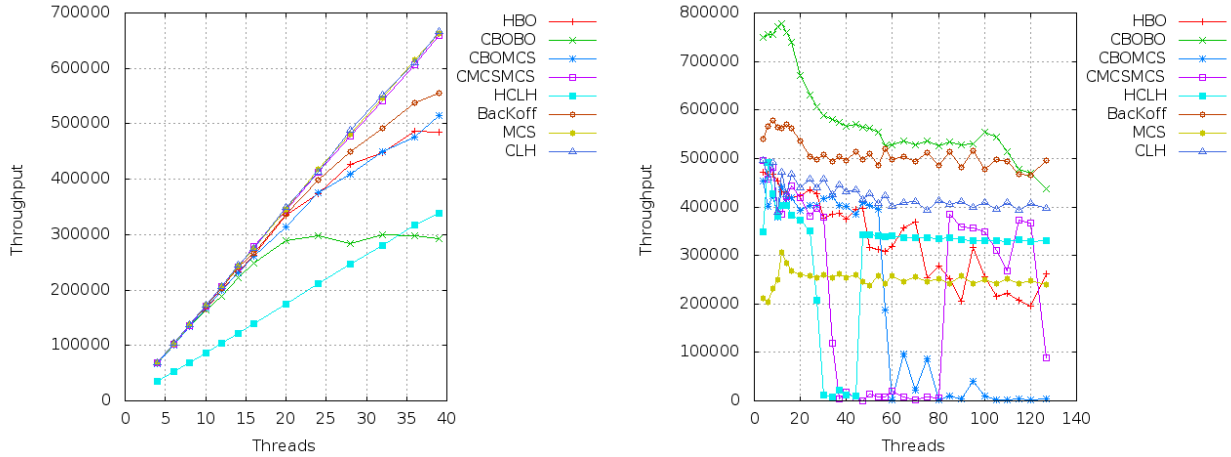 700000
600000
500000
400000
300000
200000
100000
0
Throughput
0 5 10 15 20 25 30 35 40
Threads
HBO
CBOBO
CBOMCS
CMCSMCS
HCLH
BacKoff
MCS
CLH
800000
700000
600000
500000
400000
300000
200000
100000
0
Throughput
0 20 40 60 80 100 120 140
Threads
HBO
CBOBO
CBOMCS
CMCSMCS
HCLH
BacKoff
MCS
CLH